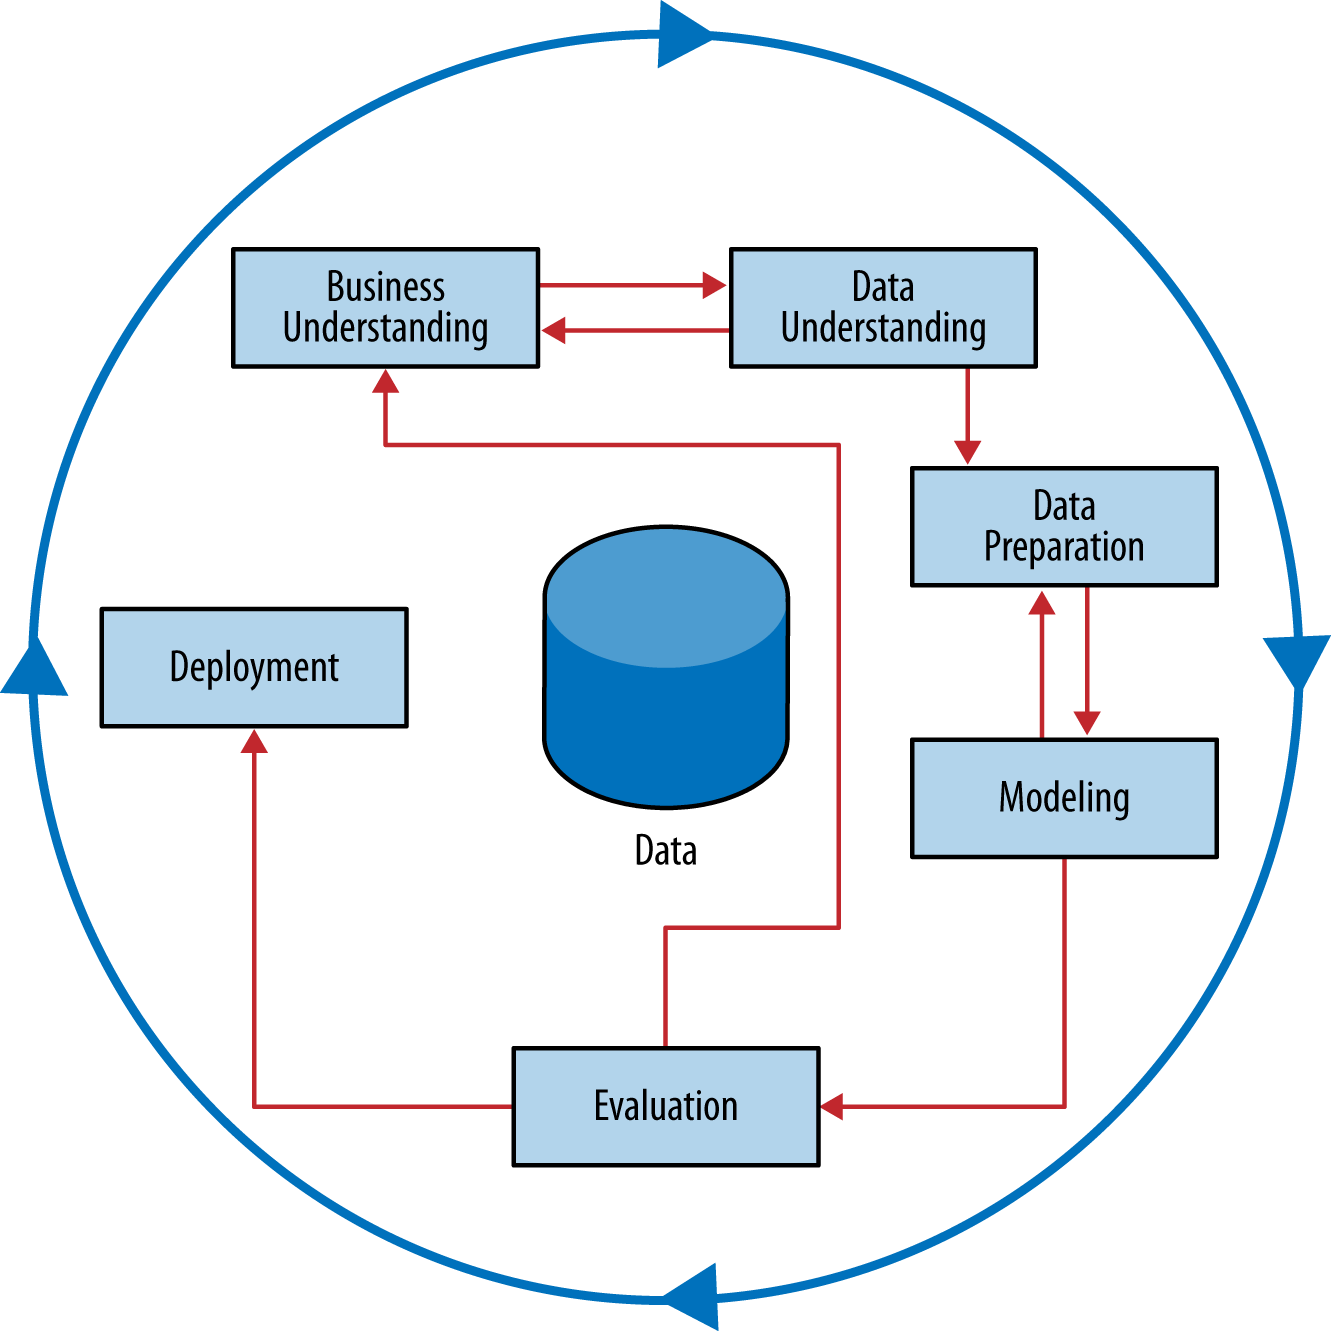 Business
Understanding
Data
Understanding
Data
Preparation
Deployment
Modeling
Data
Evaluation